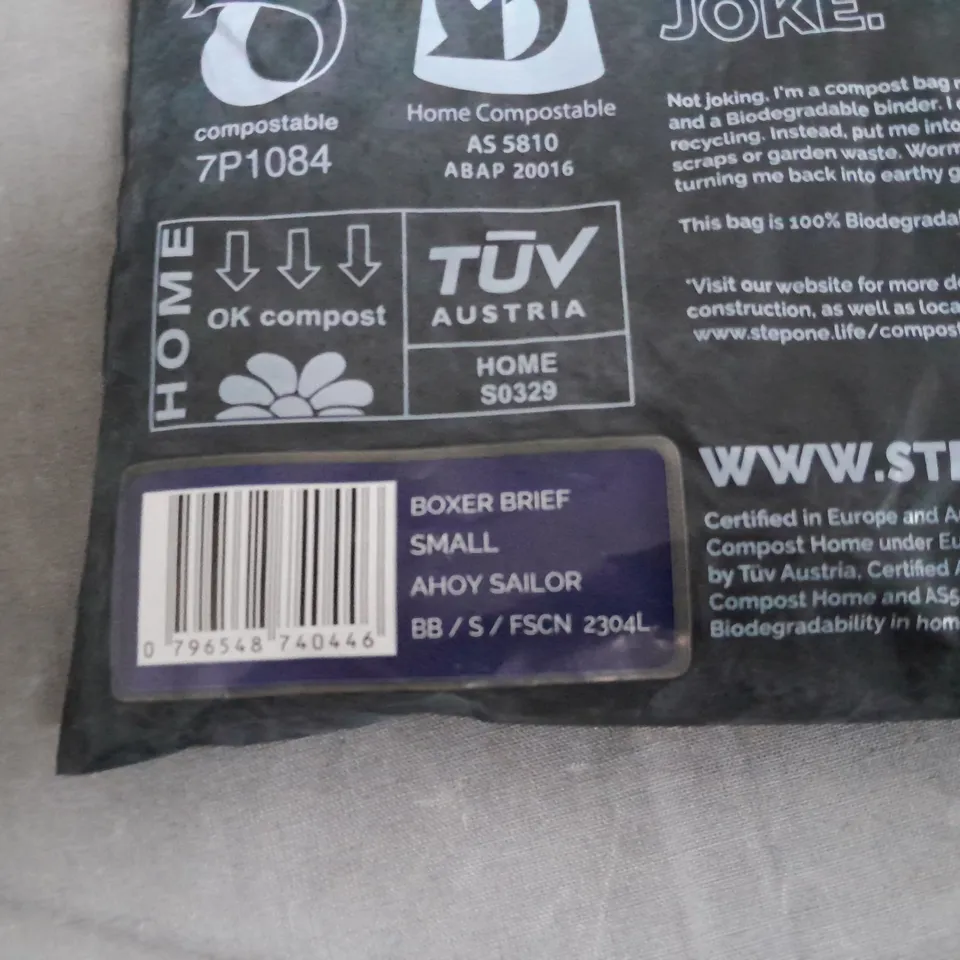 JOKE.
compostable
7P1084
Home Compostable
AS 5810
ABAP 20016
Not joking, I'm a compost bag
and a Biodegradable binder. I
recycling. Instead, put me into
scraps or garden waste. Worm
turning me back into earthy
This bag is 100%
*Visit our website for more
construction, as well as
www.stepone.life/compost
HOME
OK compost
TÜV
AUSTRIA
HOME
S0329
WWW.ST
Certified in Europe and
Compost Home under
by Tüv Austria, Certified
Compost Home and AS5
Biodegradability in
BOXER BRIEF
SMALL
AHOY SAILOR
BB / S / FSCN 2304L
0 796548 740446